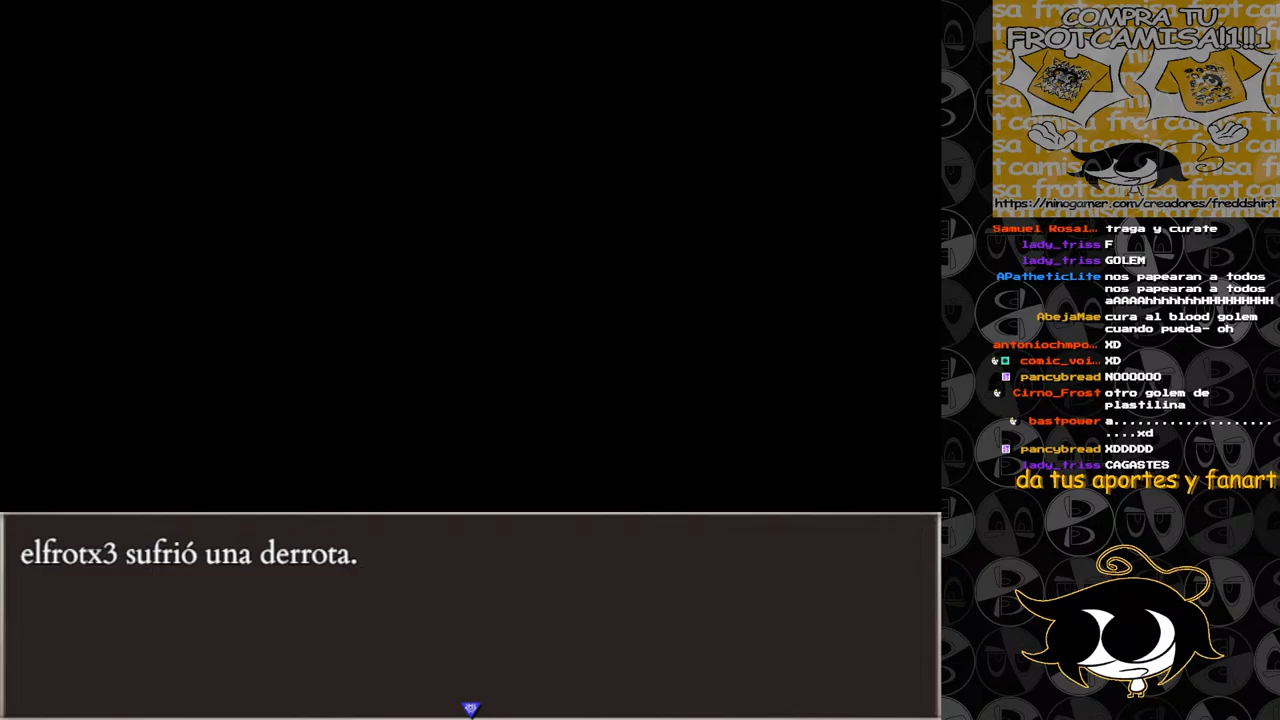 COMPRA TU
FROTCAMISA!1!!1
https://ninogamer.com/creadores/freddshirt
Samuel Rosal… traga y curate
lady_triss F
lady_triss GOLEM
APatheticLite nos papearan a todos
nos papearan a todos
aAAAAhhhhhhhHHHHHHHHH
AbejaMae cura al blood golem
cuando pueda- oh
antoniochmpo… XD
comic_voi… XD
pancybread NOOOOOO
Cirno_Frost otro golem de
plastilina
bastpower a....................
....xd
pancybread XDDDDD
lady_triss CAGASTES
da tus aportes y fanart
elfrotx3 sufrió una derrota.